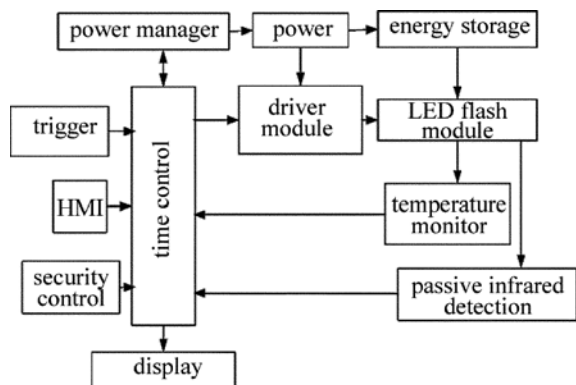 power manager
power
energy storage
trigger
time control
driver
module
LED flash
module
HMI
temperature
monitor
security
control
passive infrared
detection
display